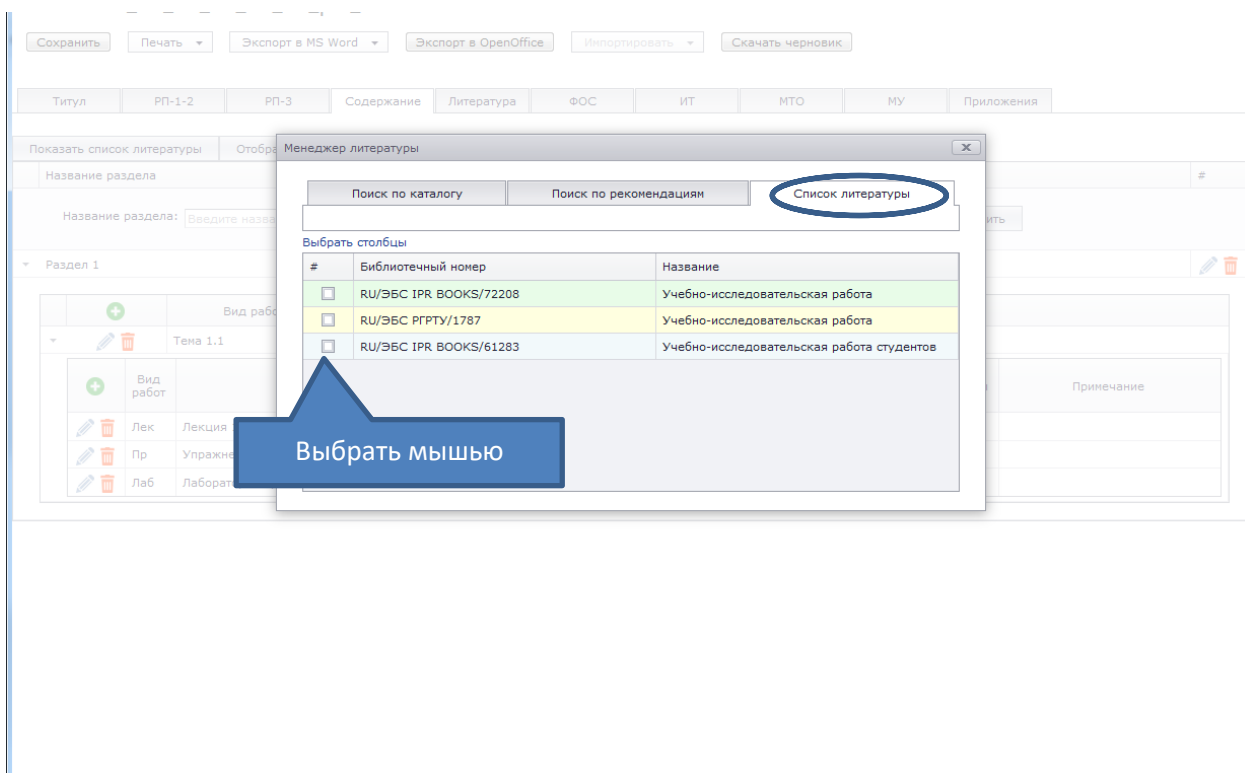 Сохранить Печать Экспорт в MS Word Экспорт в OpenOffice Импортировать Скачать черновик
Титул РП-1-2 РП-3 Содержание Литература ФОС ИТ МТО МУ Приложения
Показать список литературы
Менеджер литературы x
Название раздела #
Поиск по каталогу Поиск по рекомендациям Список литературы
Название раздела:
Выбрать столбцы
Раздел 1
# Библиотечный номер Название
RU/ЭБС IPR BOOKS/72208 Учебно-исследовательская работа
Вид
RU/ЭБС РГРТУ/1787 Учебно-исследовательская работа
Тема 1.1
RU/ЭБС IPR BOOKS/61283 Учебно-исследовательская работа студентов
Вид работ Примечание
Лек Лекция
Пр
Лаб
Выбрать мышью